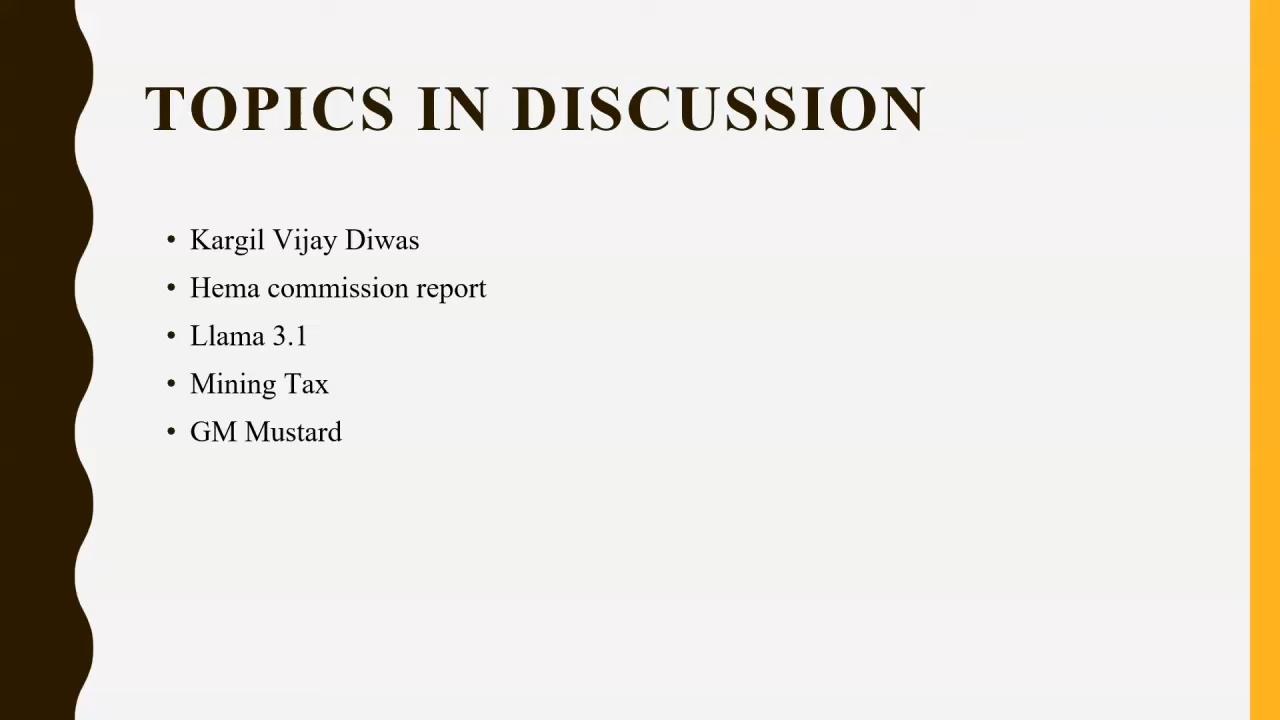 TOPICS IN DISCUSSION
• Kargil Vijay Diwas
• Hema commission report
• Llama 3.1
• Mining Tax
• GM Mustard